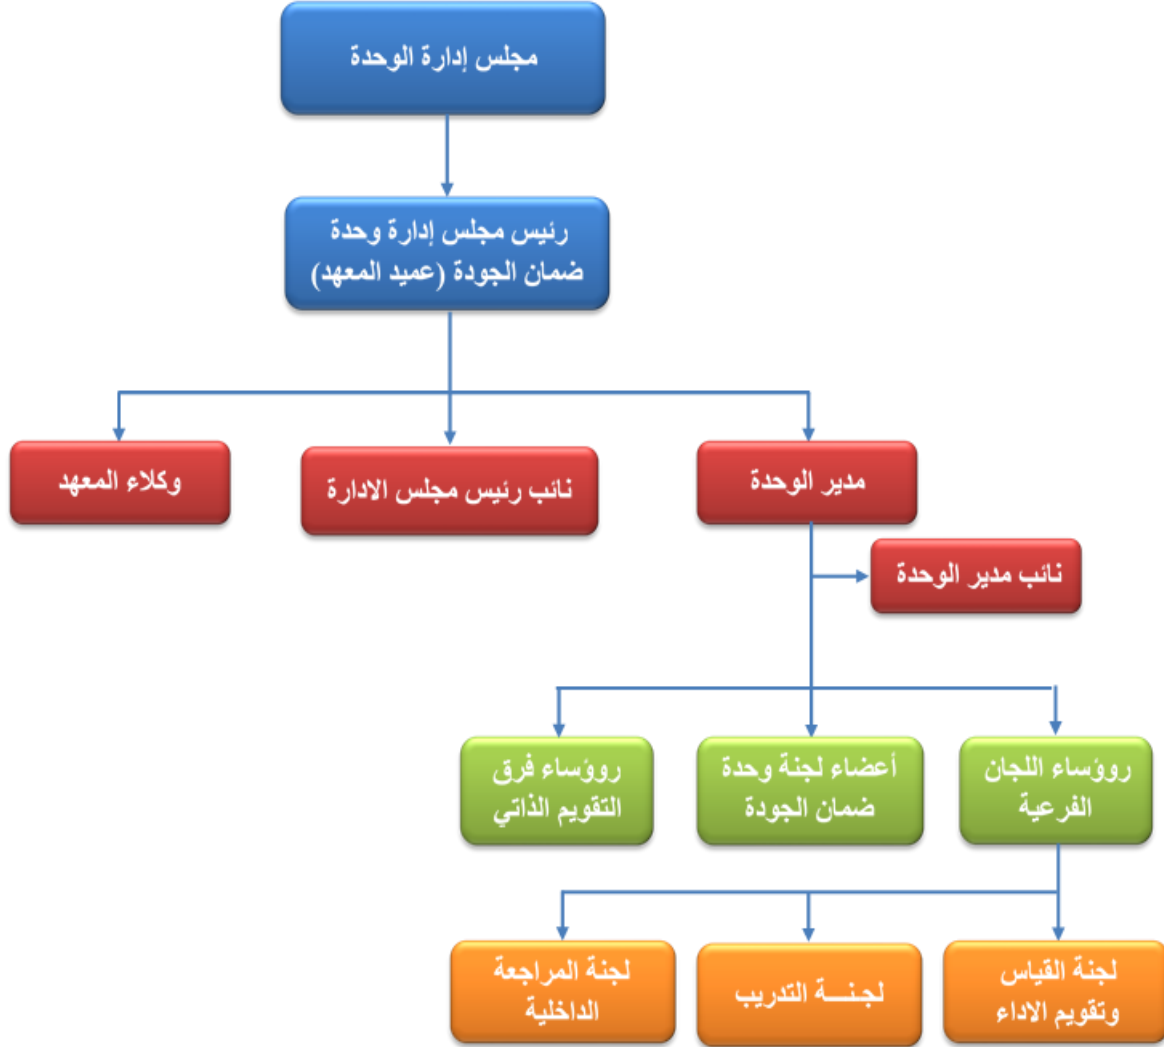 مجلس إدارة الوحدة
رئيس مجلس إدارة وحدة
ضمان الجودة (عميد المعهد)
مدير الوحدة
نائب رئيس مجلس الادارة
وكلاء المعهد
نائب مدير الوحدة
روؤساء اللجان
الفرعية
أعضاء لجنة وحدة
ضمان الجودة
روؤساء فرق
التقويم الذاتي
لجنة القياس
وتقويم الاداء
لجنـــة التدريب
لجنة المراجعة
الداخلية